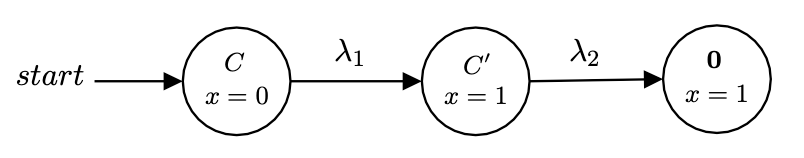 start
C
x = 0
λ₁
C′
x = 1
λ₂
0
x = 1